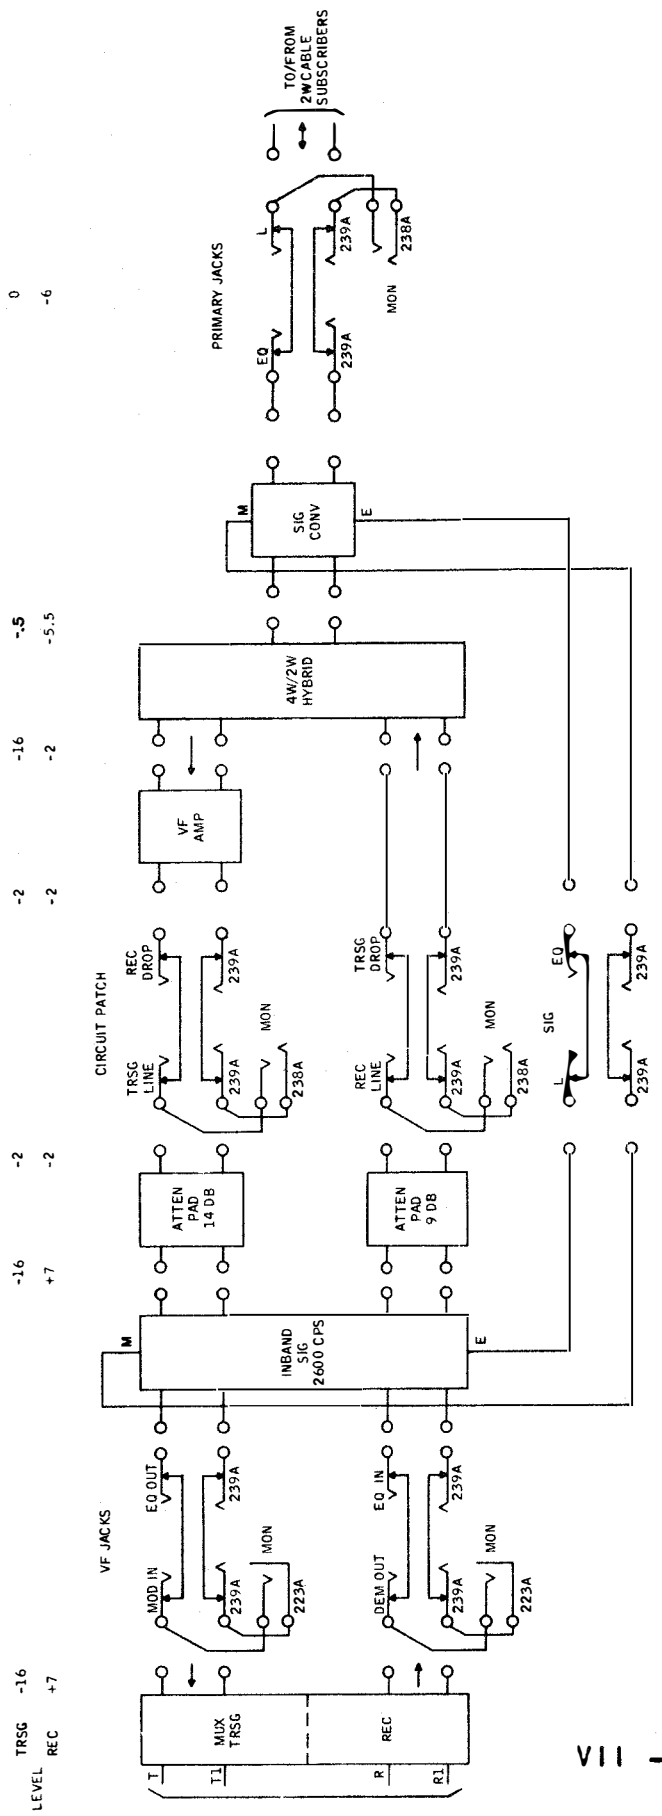 LEVEL
TRSG -16 -16 -2 -2 -16 -.5 0
REC +7 +7 -2 -2 -2 -5.5 -6
VF JACKS
CIRCUIT PATCH
PRIMARY JACKS
T
T1
R
R1
MUX
TRSG
REC
MOD IN
EQ OUT
239A
239A
MON
223A
DEM OUT
EQ IN
239A
239A
MON
223A
M
INBAND
SIG
2600 CPS
E
ATTEN
PAD
14 DB
ATTEN
PAD
9 DB
TRSG
LINE
REC
DROP
239A
239A
MON
238A
REC
LINE
TRSG
DROP
239A
239A
MON
238A
L
SIG
EQ
239A
239A
VF
AMP
4W/2W
HYBRID
M
SIG
CONV
E
EQ
L
239A
239A
MON
238A
TO/FROM
2W CABLE
SUBSCRIBERS
VII -